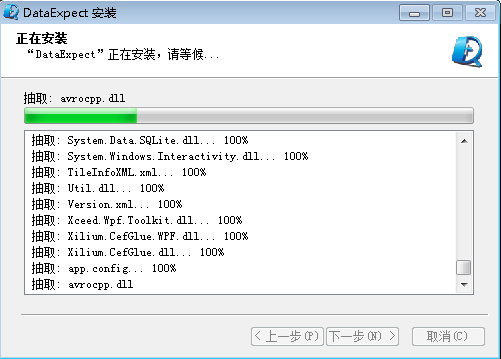 DataExpect 安装
正在安装
“DataExpect”正在安装，请等候...
抽取: avrocpp.dll
抽取: System.Data.SQLite.dll... 100%
抽取: System.Windows.Interactivity.dll... 100%
抽取: TileInfoXML.xml... 100%
抽取: Util.dll... 100%
抽取: Version.xml... 100%
抽取: Xceed.Wpf.Toolkit.dll... 100%
抽取: Xilium.CefGlue.WPF.dll... 100%
抽取: Xilium.CefGlue.dll... 100%
抽取: app.config... 100%
抽取: avrocpp.dll
< 上一步(P) 下一步(N) > 取消(C)